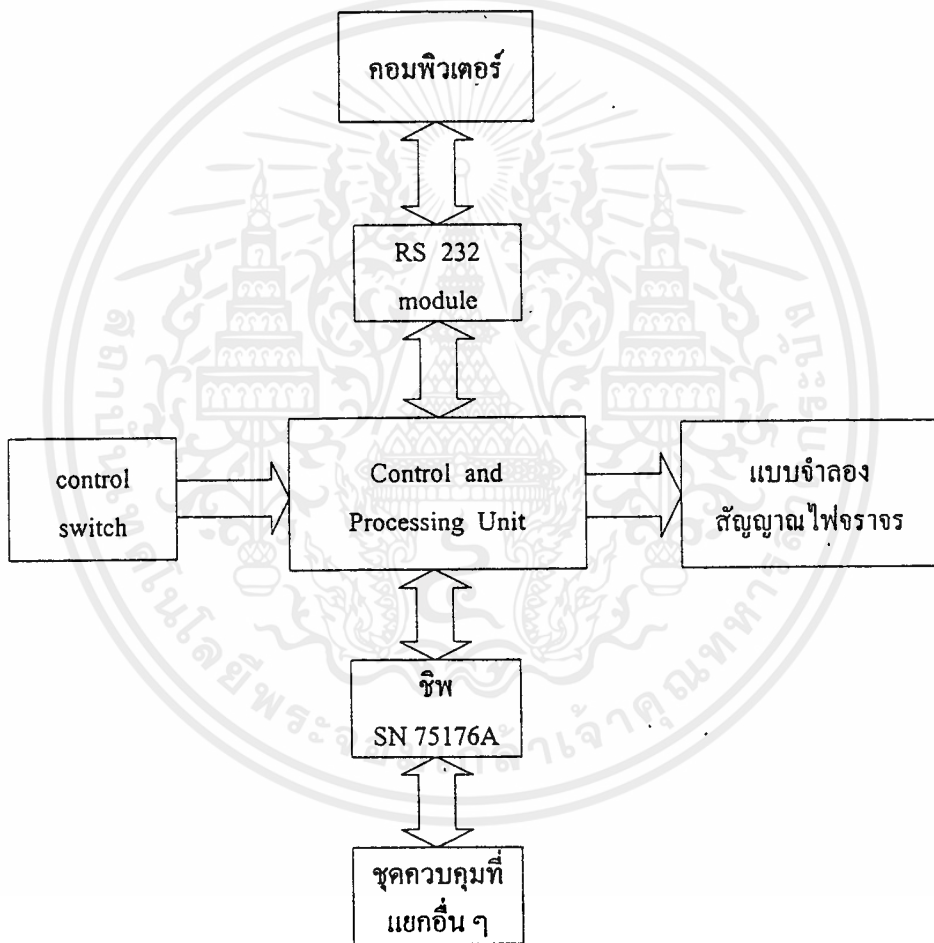 คอมพิวเตอร์
RS 232
module
control
switch
Control and
Processing Unit
แบบจำลอง
สัญญาณไฟจราจร
ชิพ
SN 75176A
ชุดควบคุมที่
แยกอื่น ๆ